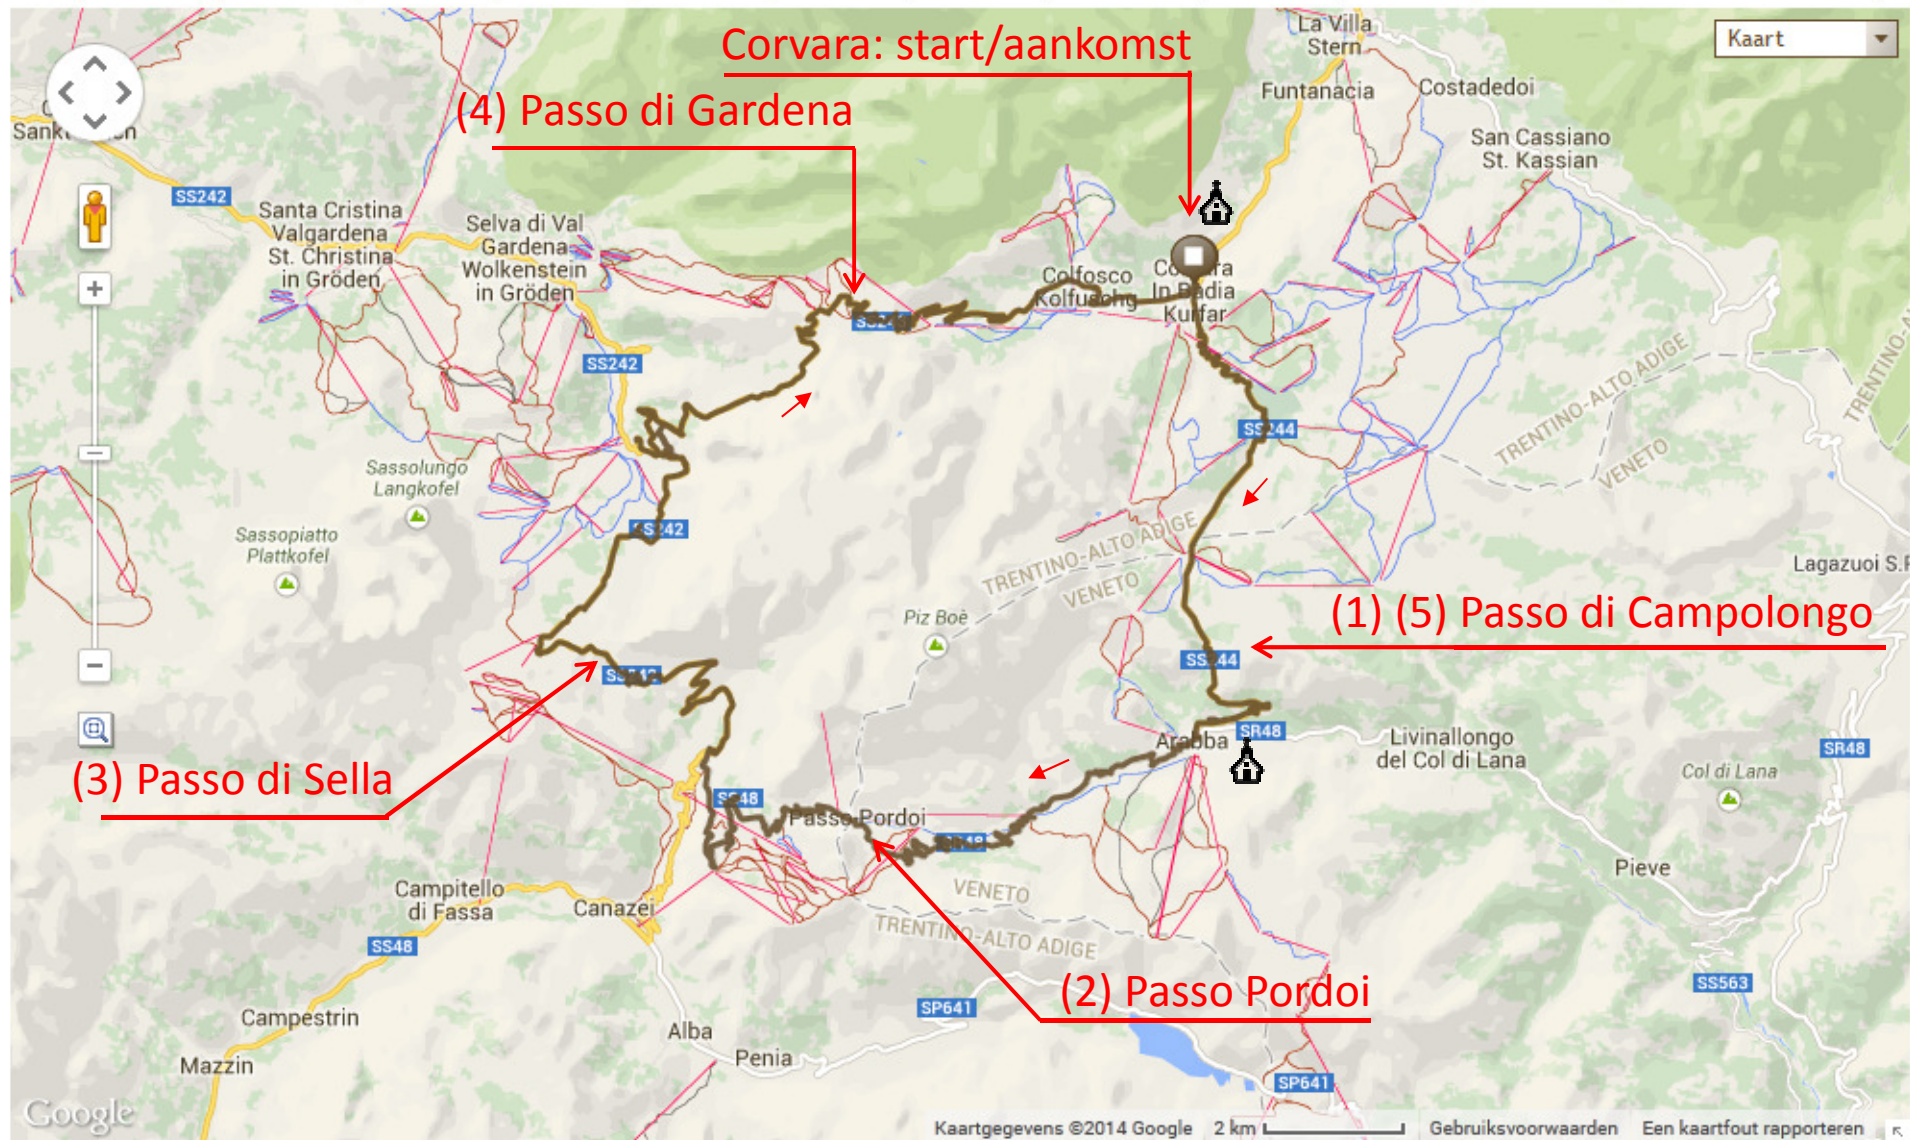 Corvara: start/aankomst
(4) Passo di Gardena
(1) (5) Passo di Campolongo
(3) Passo di Sella
(2) Passo Pordoi
Kaart
La Villa
Stern
Funtanacia
Costadedoi
San Cassiano
St. Kassian
SS242
Santa Cristina
Valgardena
St. Christina
in Gröden
Selva di Val
Gardena
Wolkenstein
in Gröden
Colfosco
Kolfuschg
In Badia
Kurfar
SS242
SS244
TRENTINO-ALTO ADIGE
VENETO
Sassolungo
Langkofel
Sassopiatto
Plattkofel
SS242
TRENTINO-ALTO ADIGE
VENETO
Lagazuoi
Piz Boè
SS244
SR48
Arabba
Livinallongo
del Col di Lana
SR48
Col di Lana
SS48
Passo Pordoi
SR48
Pieve
VENETO
TRENTINO-ALTO ADIGE
Campitello
di Fassa
Canazei
SS48
SS563
SP641
Campestrin
Alba
Mazzin
Penia
SP641
Google
Kaartgegevens ©2014 Google
2 km
Gebruiksvoorwaarden
Een kaartfout rapporteren